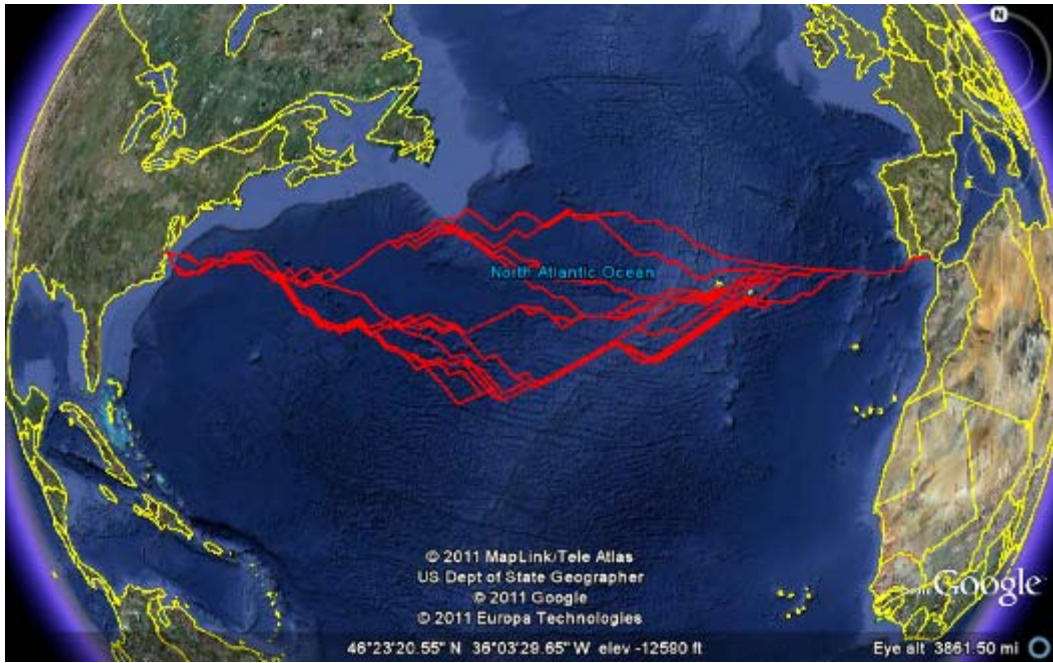 N
North Atlantic Ocean
© 2011 MapLink/Tele Atlas
US Dept of State Geographer
© 2011 Google
© 2011 Europa Technologies
Google
46°23'20.55" N 36°03'29.65" W elev -12590 ft
Eye alt 3861.50 mi